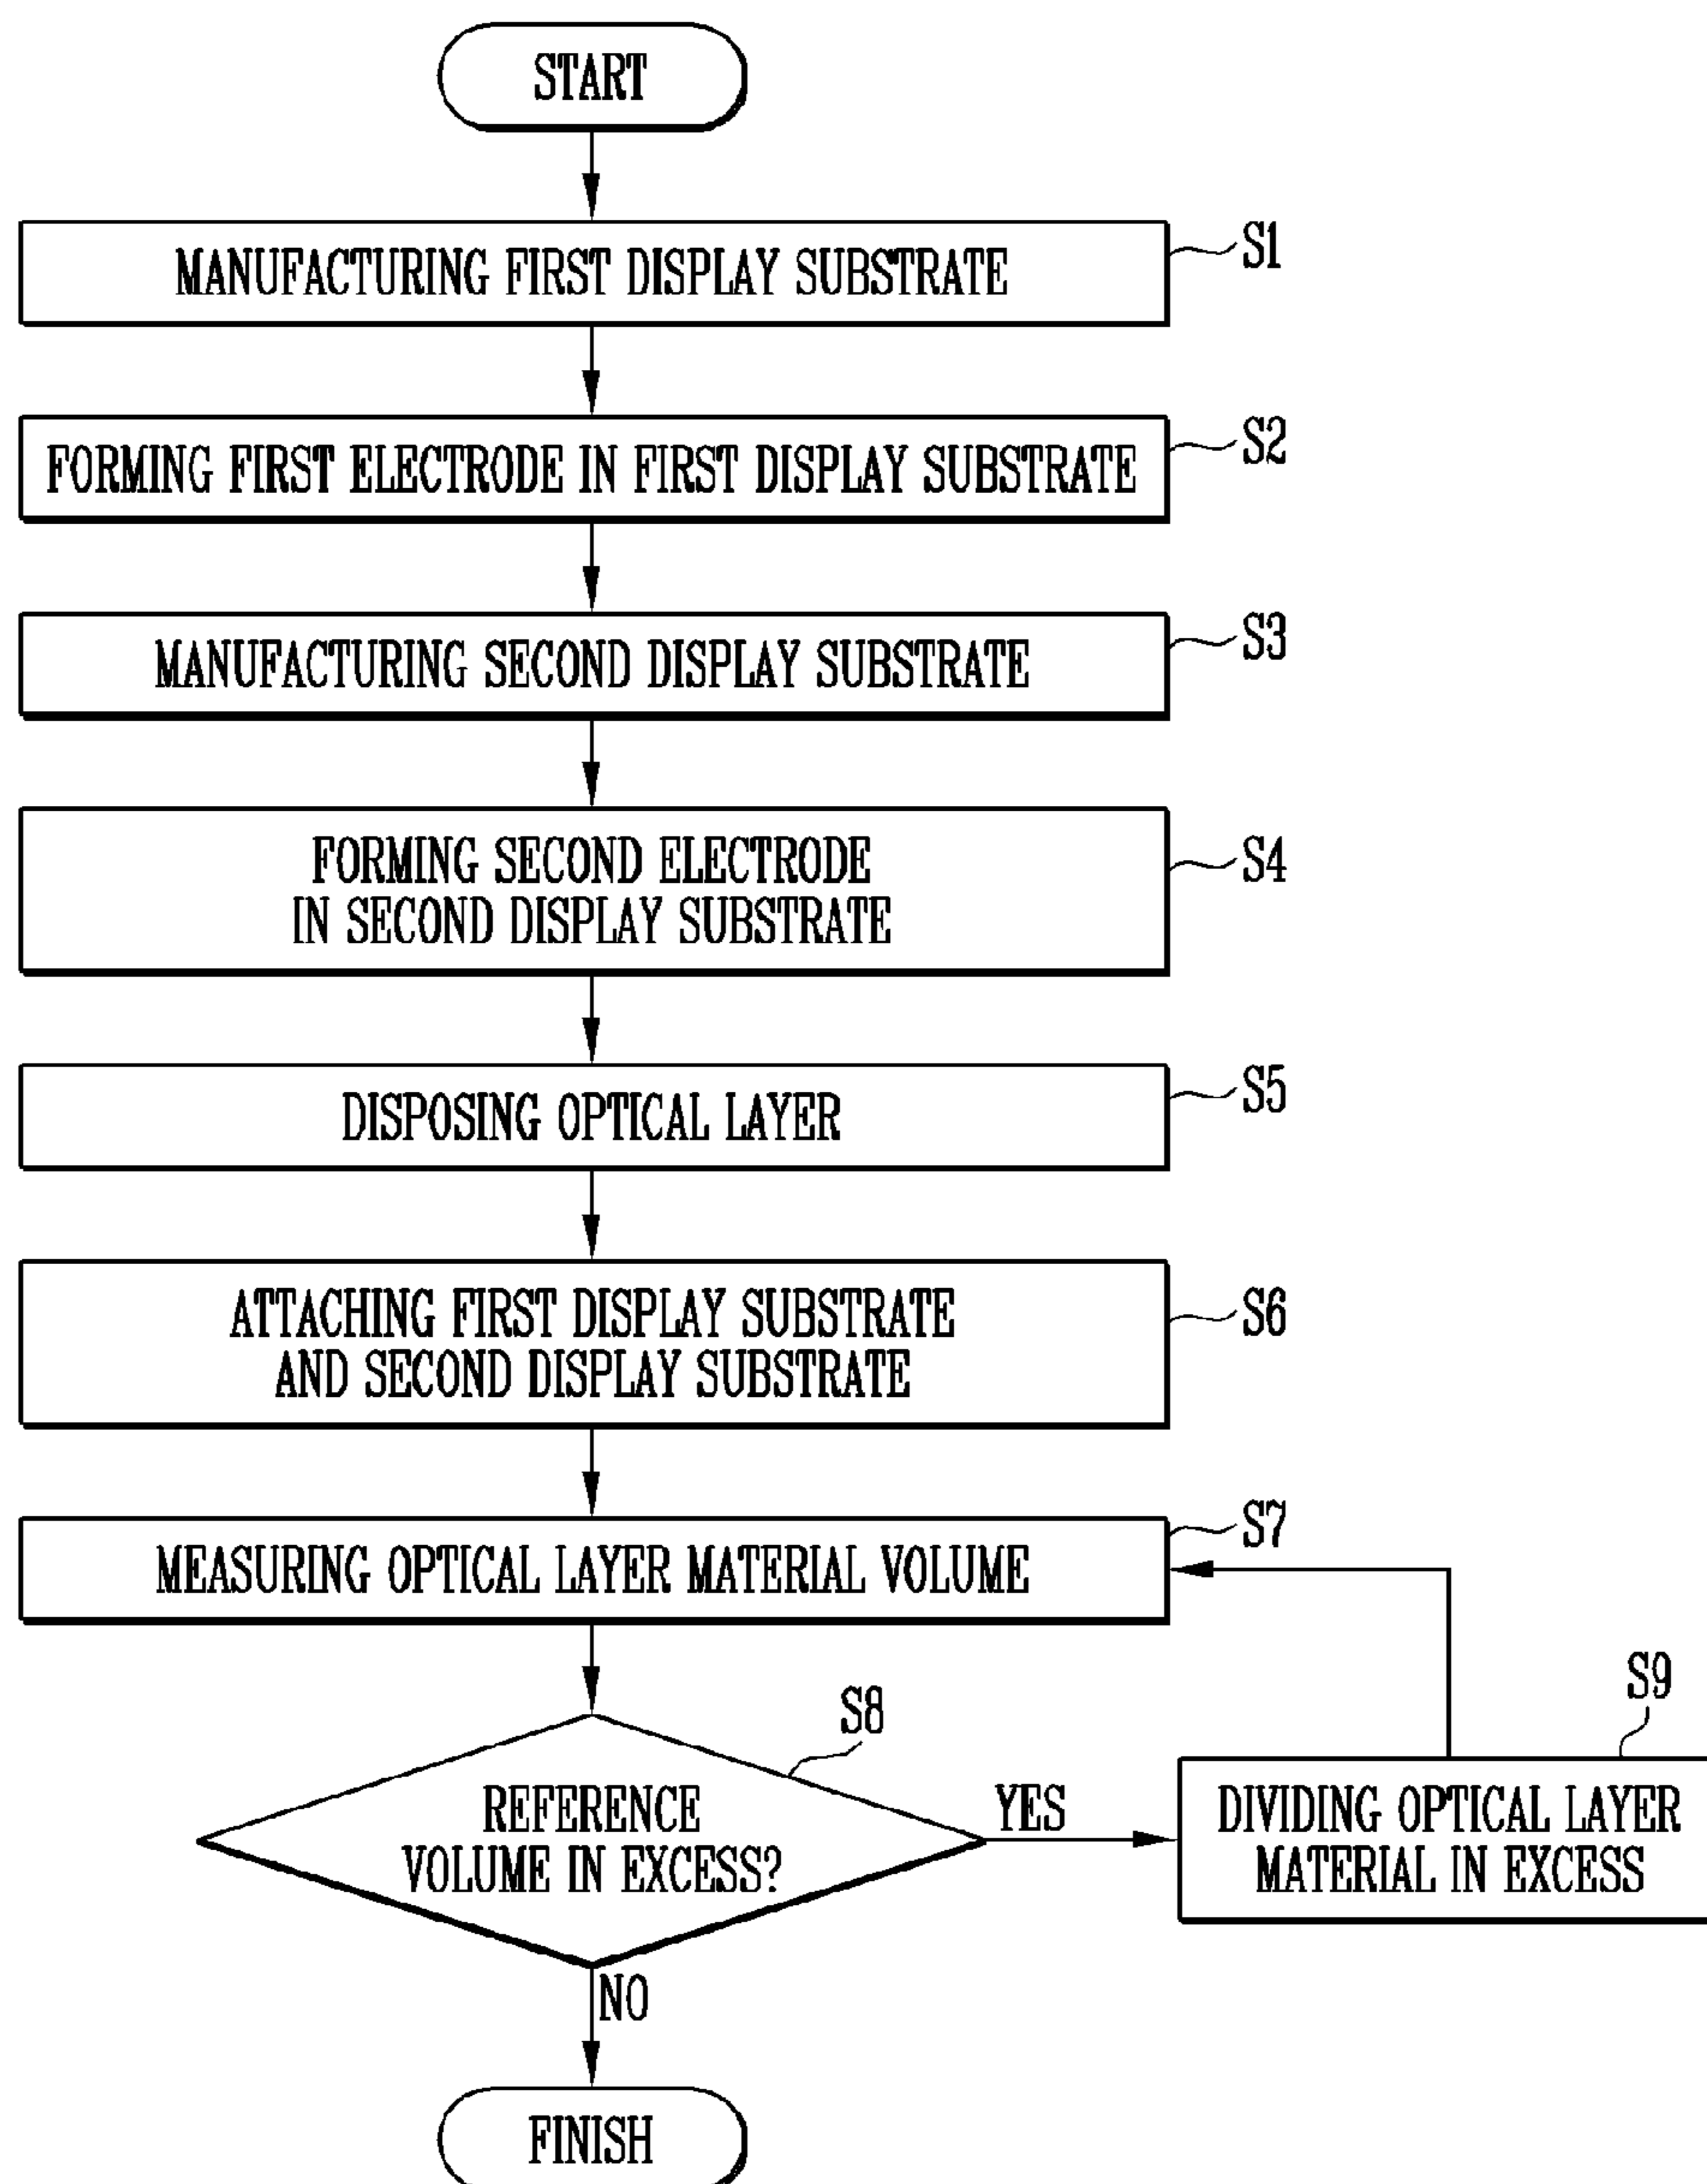 START
MANUFACTURING FIRST DISPLAY SUBSTRATE
S1
FORMING FIRST ELECTRODE IN FIRST DISPLAY SUBSTRATE
S2
MANUFACTURING SECOND DISPLAY SUBSTRATE
S3
FORMING SECOND ELECTRODE
IN SECOND DISPLAY SUBSTRATE
S4
DISPOSING OPTICAL LAYER
S5
ATTACHING FIRST DISPLAY SUBSTRATE
AND SECOND DISPLAY SUBSTRATE
S6
MEASURING OPTICAL LAYER MATERIAL VOLUME
S7
REFERENCE
VOLUME IN EXCESS?
S8
YES
DIVIDING OPTICAL LAYER
MATERIAL IN EXCESS
S9
NO
FINISH